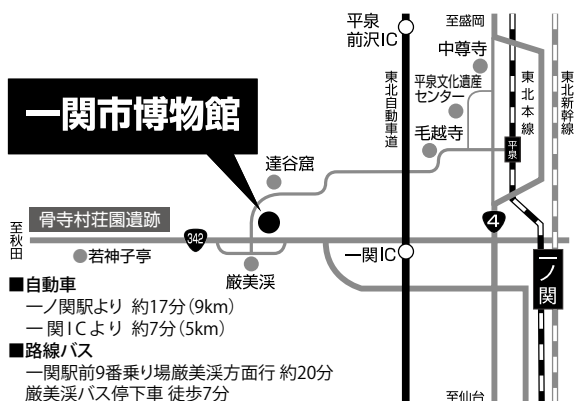 平泉
前沢IC
至盛岡
中尊寺
平泉文化遺産
センター
東北自動車道
東北本線
東北新幹線
毛越寺
平泉
一関市博物館
達谷窟
骨寺村荘園遺跡
至秋田
342
4
若神子亭
厳美渓
一関IC
一ノ関
■自動車
一ノ関駅より 約17分(9km)
一関ICより 約7分(5km)
■路線バス
一関駅前9番乗り場厳美渓方面行 約20分
厳美渓バス停下車 徒歩7分
至仙台